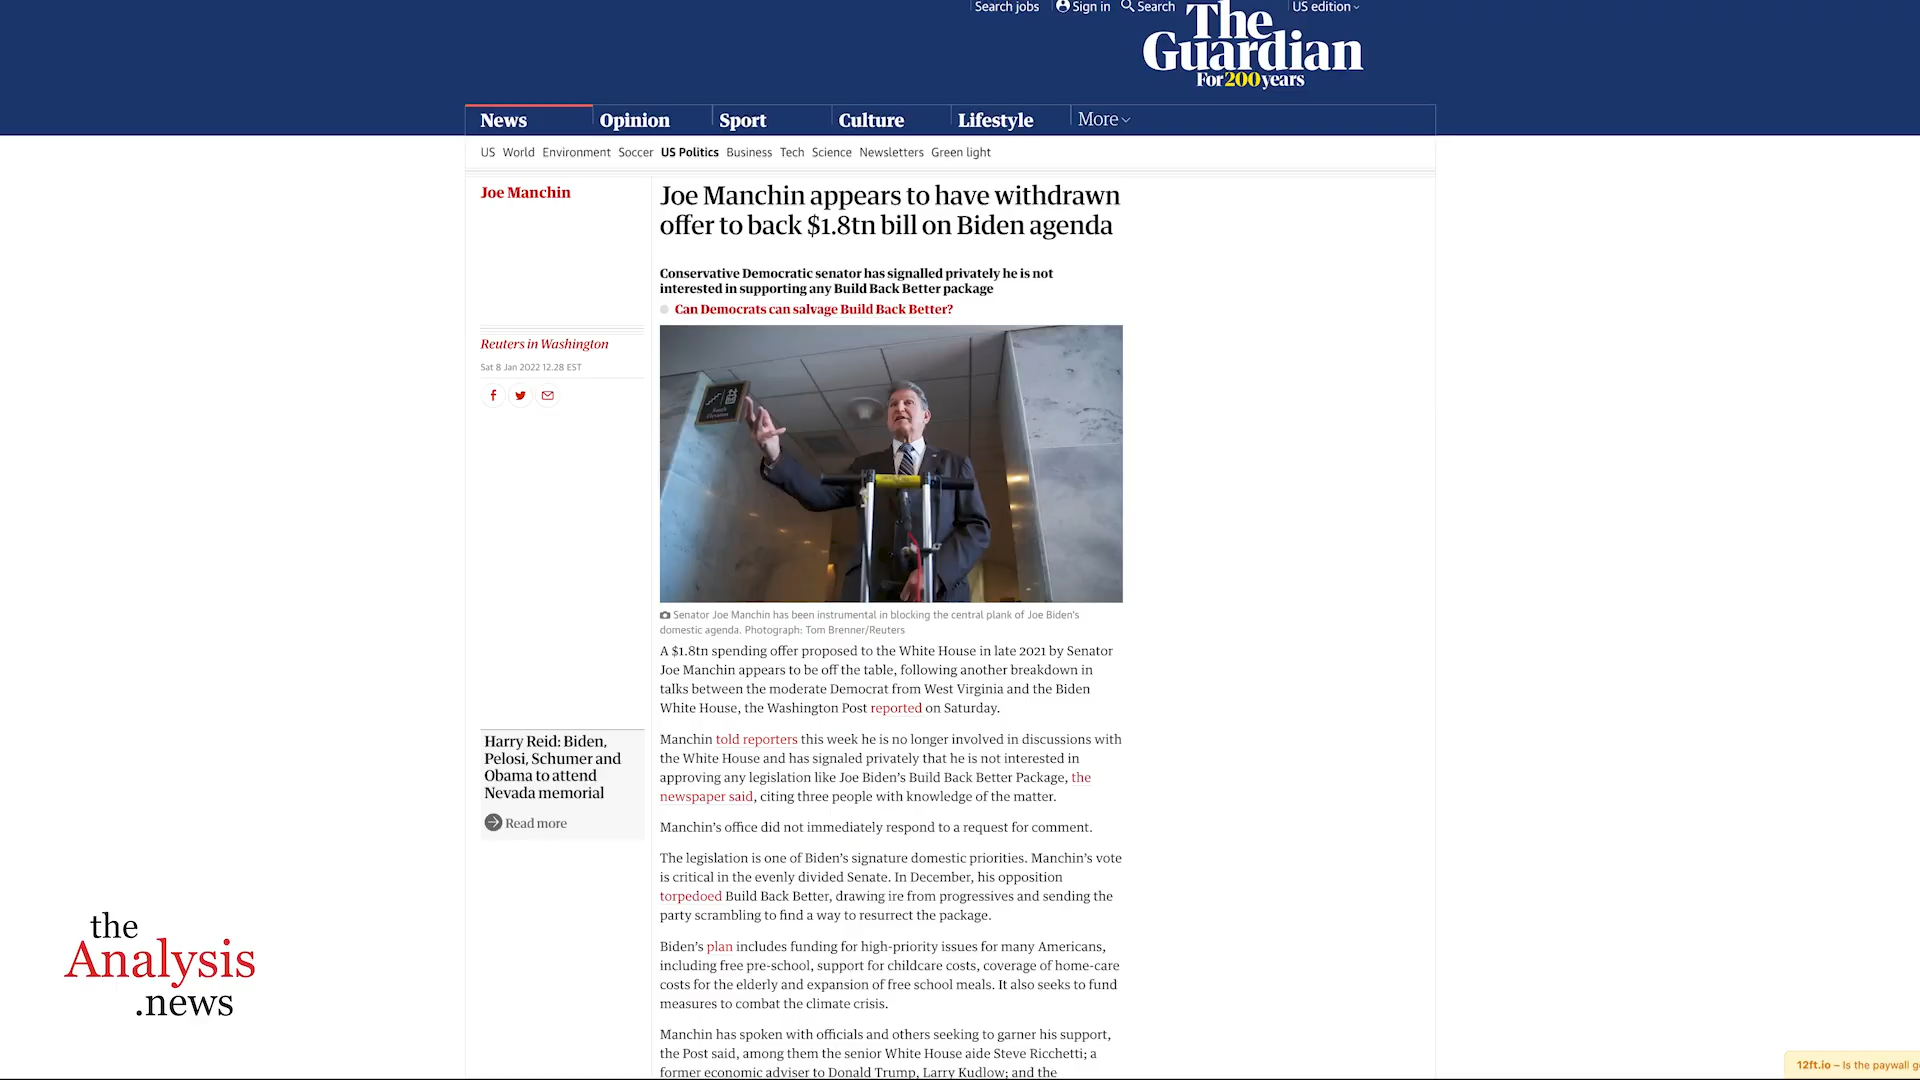 Search jobs
Sign in
Search
US edition
The
Guardian
For 200 years
News
Opinion
Sport
Culture
Lifestyle
More
US World Environment Soccer US Politics Business Tech Science Newsletters Green light
Joe Manchin
Joe Manchin appears to have withdrawn
offer to back $1.8tn bill on Biden agenda
Conservative Democratic senator has signalled privately he is not
interested in supporting any Build Back Better package
Can Democrats can salvage Build Back Better?
Reuters in Washington
Sat 8 Jan 2022 12.28 EST
Senator Joe Manchin has been instrumental in blocking the central plank of Joe Biden's
domestic agenda. Photograph: Tom Brenner/Reuters
A $1.8tn spending offer proposed to the White House in late 2021 by Senator
Joe Manchin appears to be off the table, following another breakdown in
talks between the moderate Democrat from West Virginia and the Biden
White House, the Washington Post reported on Saturday.
Manchin told reporters this week he is no longer involved in discussions with
the White House and has signaled privately that he is not interested in
approving any legislation like Joe Biden's Build Back Better Package, the
newspaper said, citing three people with knowledge of the matter.
Manchin's office did not immediately respond to a request for comment.
The legislation is one of Biden's signature domestic priorities. Manchin's vote
is critical in the evenly divided Senate. In December, his opposition
torpedoed Build Back Better, drawing ire from progressives and sending the
party scrambling to find a way to resurrect the package.
Biden's plan includes funding for high-priority issues for many Americans,
including free pre-school, support for childcare costs, coverage of home-care
costs for the elderly and expansion of free school meals. It also seeks to fund
measures to combat the climate crisis.
Manchin has spoken with officials and others seeking to garner his support,
the Post said, among them the senior White House aide Steve Ricchetti; a
former economic adviser to Donald Trump, Larry Kudlow; and the
Harry Reid: Biden,
Pelosi, Schumer and
Obama to attend
Nevada memorial
Read more
the
Analysis
.news
12ft.io – Is the paywall